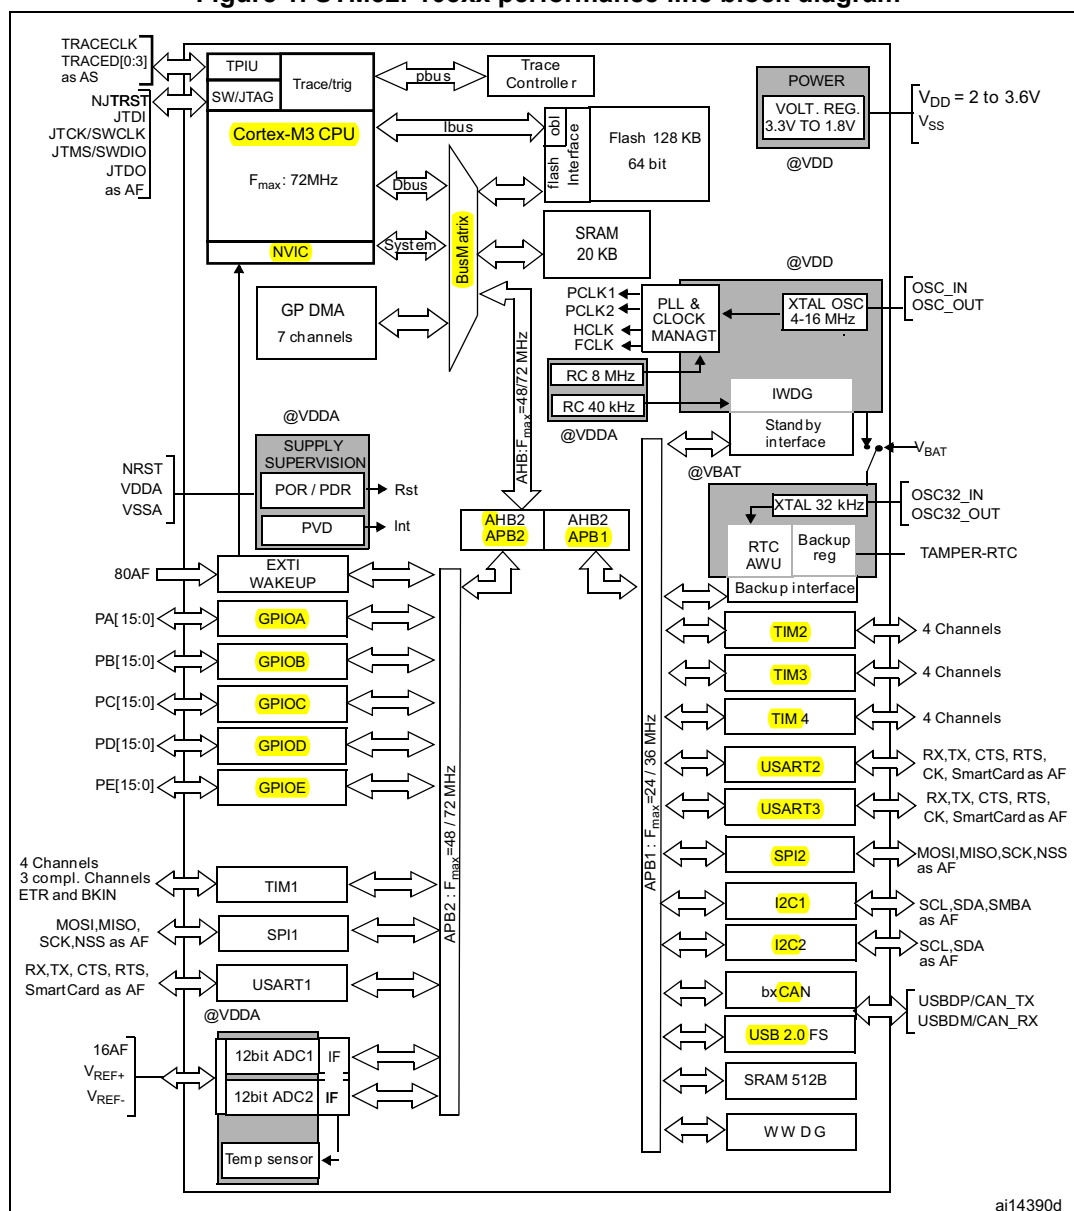 TRACECLK
TRACED[0:3]
as AS
NJTRST
JTDI
JTCK/SWCLK
JTMS/SWDIO
JTDO
as AF
TPIU
SW/JTAG
Trace/trig
Cortex-M3 CPU
Fmax: 72MHz
NVIC
pbus
Trace
Controller
Ibus
Dbus
System
BusMatrix
obl
flash
Interface
Flash 128 KB
64 bit
SRAM
20 KB
POWER
VOLT. REG.
3.3V TO 1.8V
@VDD
VDD = 2 to 3.6V
VSS
GP DMA
7 channels
AHB:Fmax=48/72 MHz
@VDD
PCLK1
PCLK2
HCLK
FCLK
PLL &
CLOCK
MANAGT
XTAL OSC
4-16 MHz
OSC_IN
OSC_OUT
RC 8 MHz
RC 40 kHz
@VDDA
IWDG
Standby
interface
@VBAT
VBAT
XTAL 32 kHz
OSC32_IN
OSC32_OUT
RTC
AWU
Backup
reg
TAMPER-RTC
Backup interface
@VDDA
SUPPLY
SUPERVISION
NRST
VDDA
VSSA
POR / PDR
Rst
PVD
Int
AHB2
APB2
AHB2
APB1
80AF
EXTI
WAKEUP
PA[15:0]
GPIOA
PB[15:0]
GPIOB
PC[15:0]
GPIOC
PD[15:0]
GPIOD
PE[15:0]
GPIOE
APB2 : Fmax=48 / 72 MHz
4 Channels
3 compl. Channels
ETR and BKIN
TIM1
MOSI,MISO,
SCK,NSS as AF
SPI1
RX,TX, CTS, RTS,
SmartCard as AF
USART1
@VDDA
16AF
VREF+
VREF-
12bit ADC1
IF
12bit ADC2
IF
Temp sensor
APB1 : Fmax=24 / 36 MHz
TIM2
4 Channels
TIM3
4 Channels
TIM 4
4 Channels
USART2
RX,TX, CTS, RTS,
CK, SmartCard as AF
USART3
RX,TX, CTS, RTS,
CK, SmartCard as AF
SPI2
MOSI,MISO,SCK,NSS
as AF
I2C1
SCL,SDA,SMBA
as AF
I2C2
SCL,SDA
as AF
bxCAN
USBDP/CAN_TX
USBDM/CAN_RX
USB 2.0 FS
SRAM 512B
WWDG
ai14390d